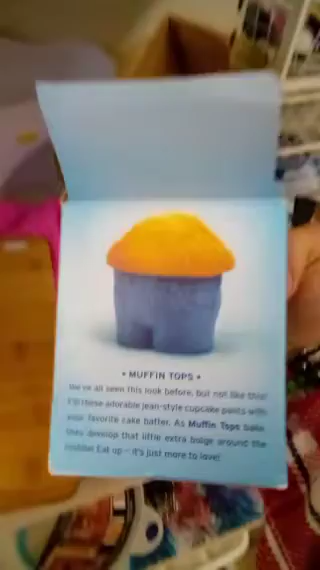 • MUFFIN TOPS •
We've all seen this look before, but not like this!
Fill these adorable jean-style cupcake pants with
your favorite cake batter. As Muffin Tops bake
they develop that little extra bulge around the
middle! Eat up – it's just more to love!